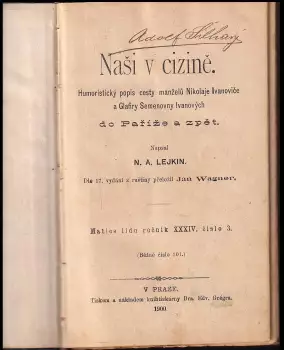 Adolf Šilhavý
Naši v cizině.
Humoristický popis cesty manželů Nikolaje Ivanoviče
a Glafiry Semenovny Ivanových
do Paříže a zpět.
Napsal
N. A. LEJKIN.
Dle 17. vydání z ruštiny přeložil Jan Wagner.
Matice lidu ročník XXXIV. číslo 3.
(Běžné číslo 191.)
V PRAZE.
Tiskem a nákladem knihtiskárny Dra. Edv. Grégra.
1900